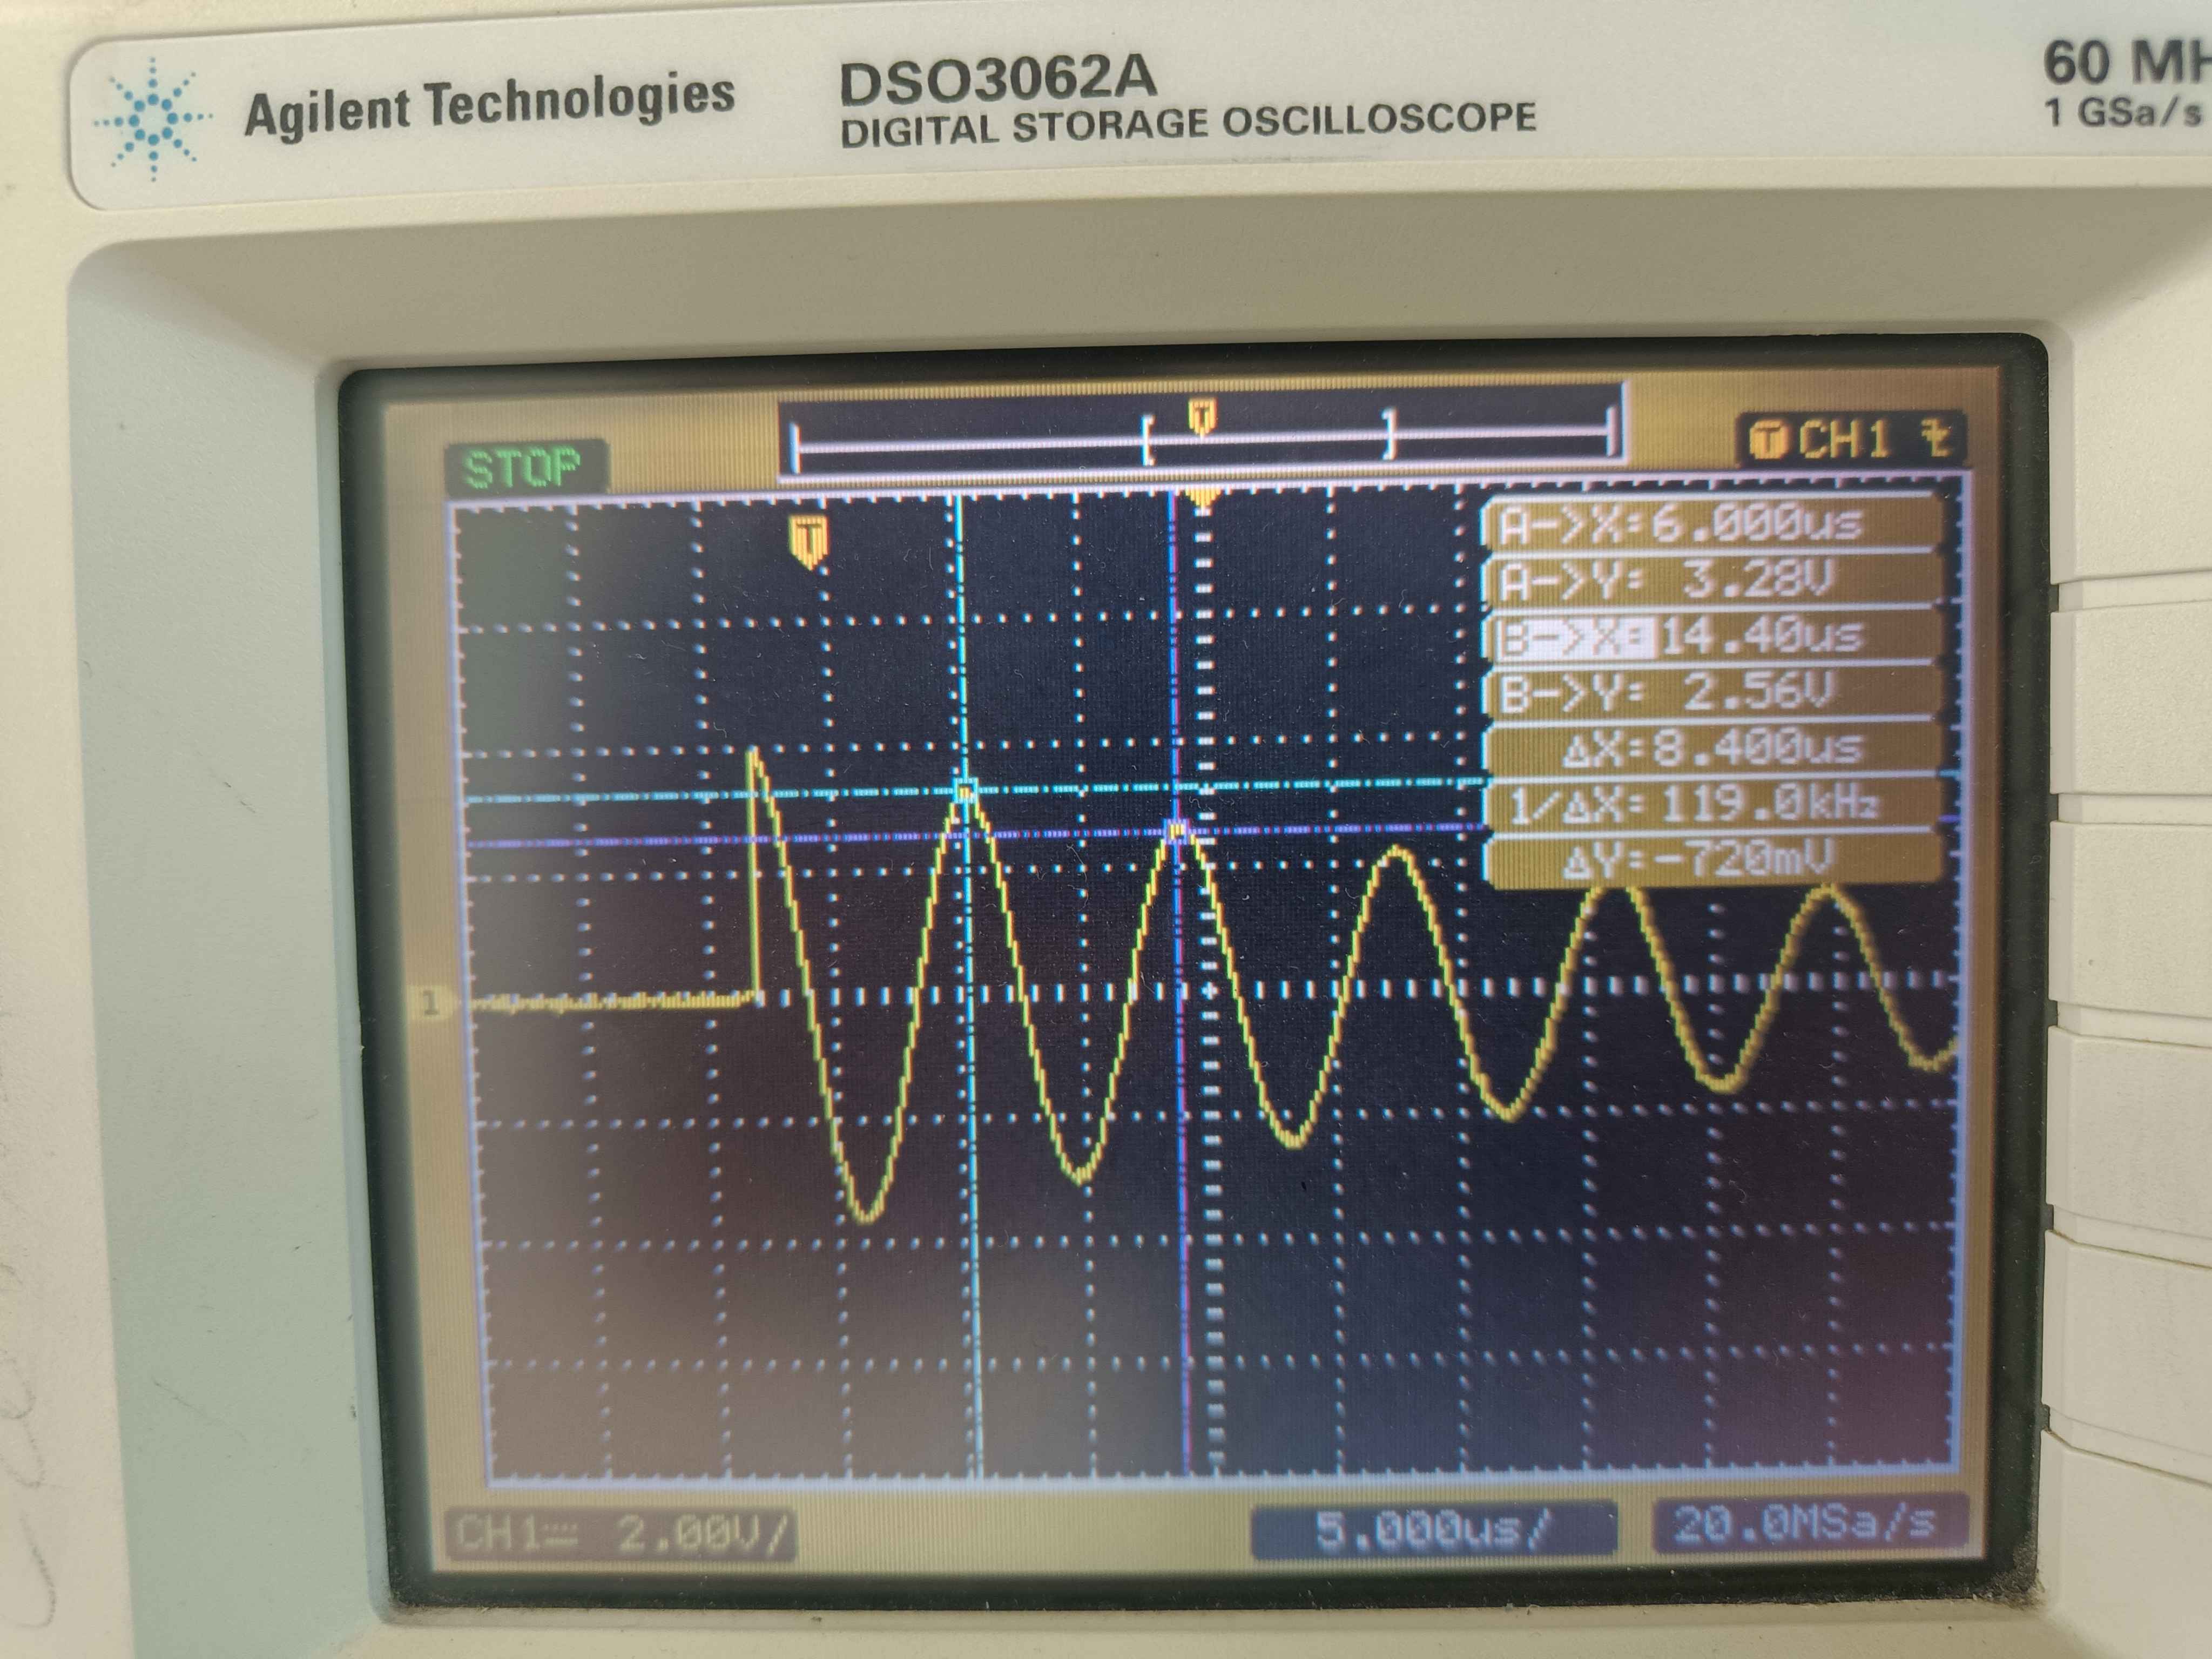 Agilent Technologies
DSO3062A
DIGITAL STORAGE OSCILLOSCOPE
60 MH
1 GSa/s
T
STOP
T CH1
T
A->X:6.000us
A->Y: 3.28V
B->X:14.40us
B->Y: 2.56V
ΔX:8.400us
1/ΔX:119.0kHz
ΔY:-720mV
1
CH1 2.00V/
5.000us/
20.0MSa/s